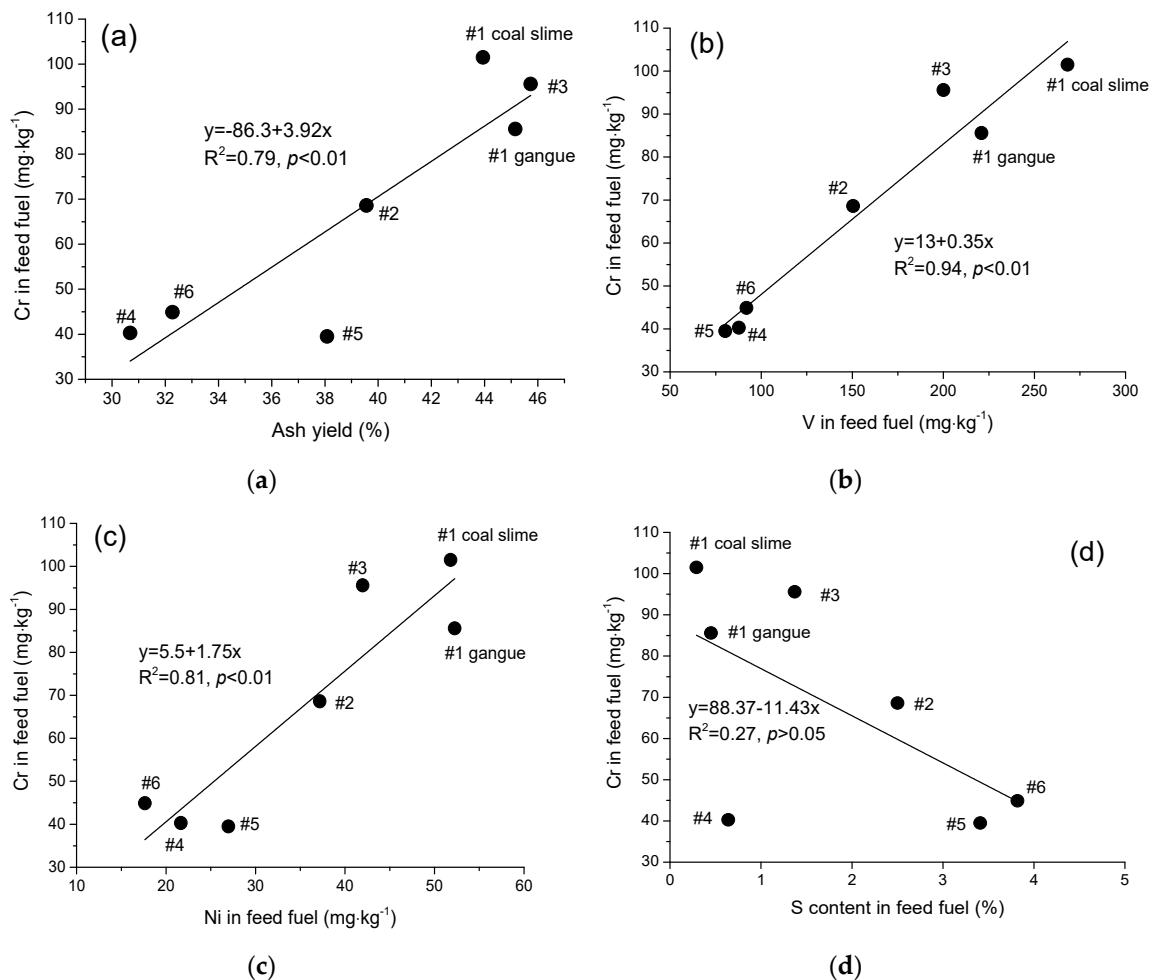 (a)
#1 coal slime
#3
y=-86.3+3.92x
R²=0.79, p<0.01
#1 gangue
#2
#6
#4
#5
110
100
90
80
70
60
50
40
30
Cr in feed fuel (mg·kg⁻¹)
30 32 34 36 38 40 42 44 46
Ash yield (%)
(a)
(b)
#3
#1 coal slime
#1 gangue
#2
y=13+0.35x
R²=0.94, p<0.01
#6
#5
#4
110
100
90
80
70
60
50
40
30
Cr in feed fuel (mg·kg⁻¹)
50 100 150 200 250 300
V in feed fuel (mg·kg⁻¹)
(b)
(c)
#1 coal slime
#3
#1 gangue
y=5.5+1.75x
R²=0.81, p<0.01
#2
#6
#4
#5
110
100
90
80
70
60
50
40
30
Cr in feed fuel (mg·kg⁻¹)
10 20 30 40 50 60
Ni in feed fuel (mg·kg⁻¹)
(c)
#1 coal slime
(d)
#3
#1 gangue
y=88.37-11.43x
R²=0.27, p>0.05
#2
#6
#4
#5
110
100
90
80
70
60
50
40
30
Cr in feed fuel (mg·kg⁻¹)
0 1 2 3 4 5
S content in feed fuel (%)
(d)